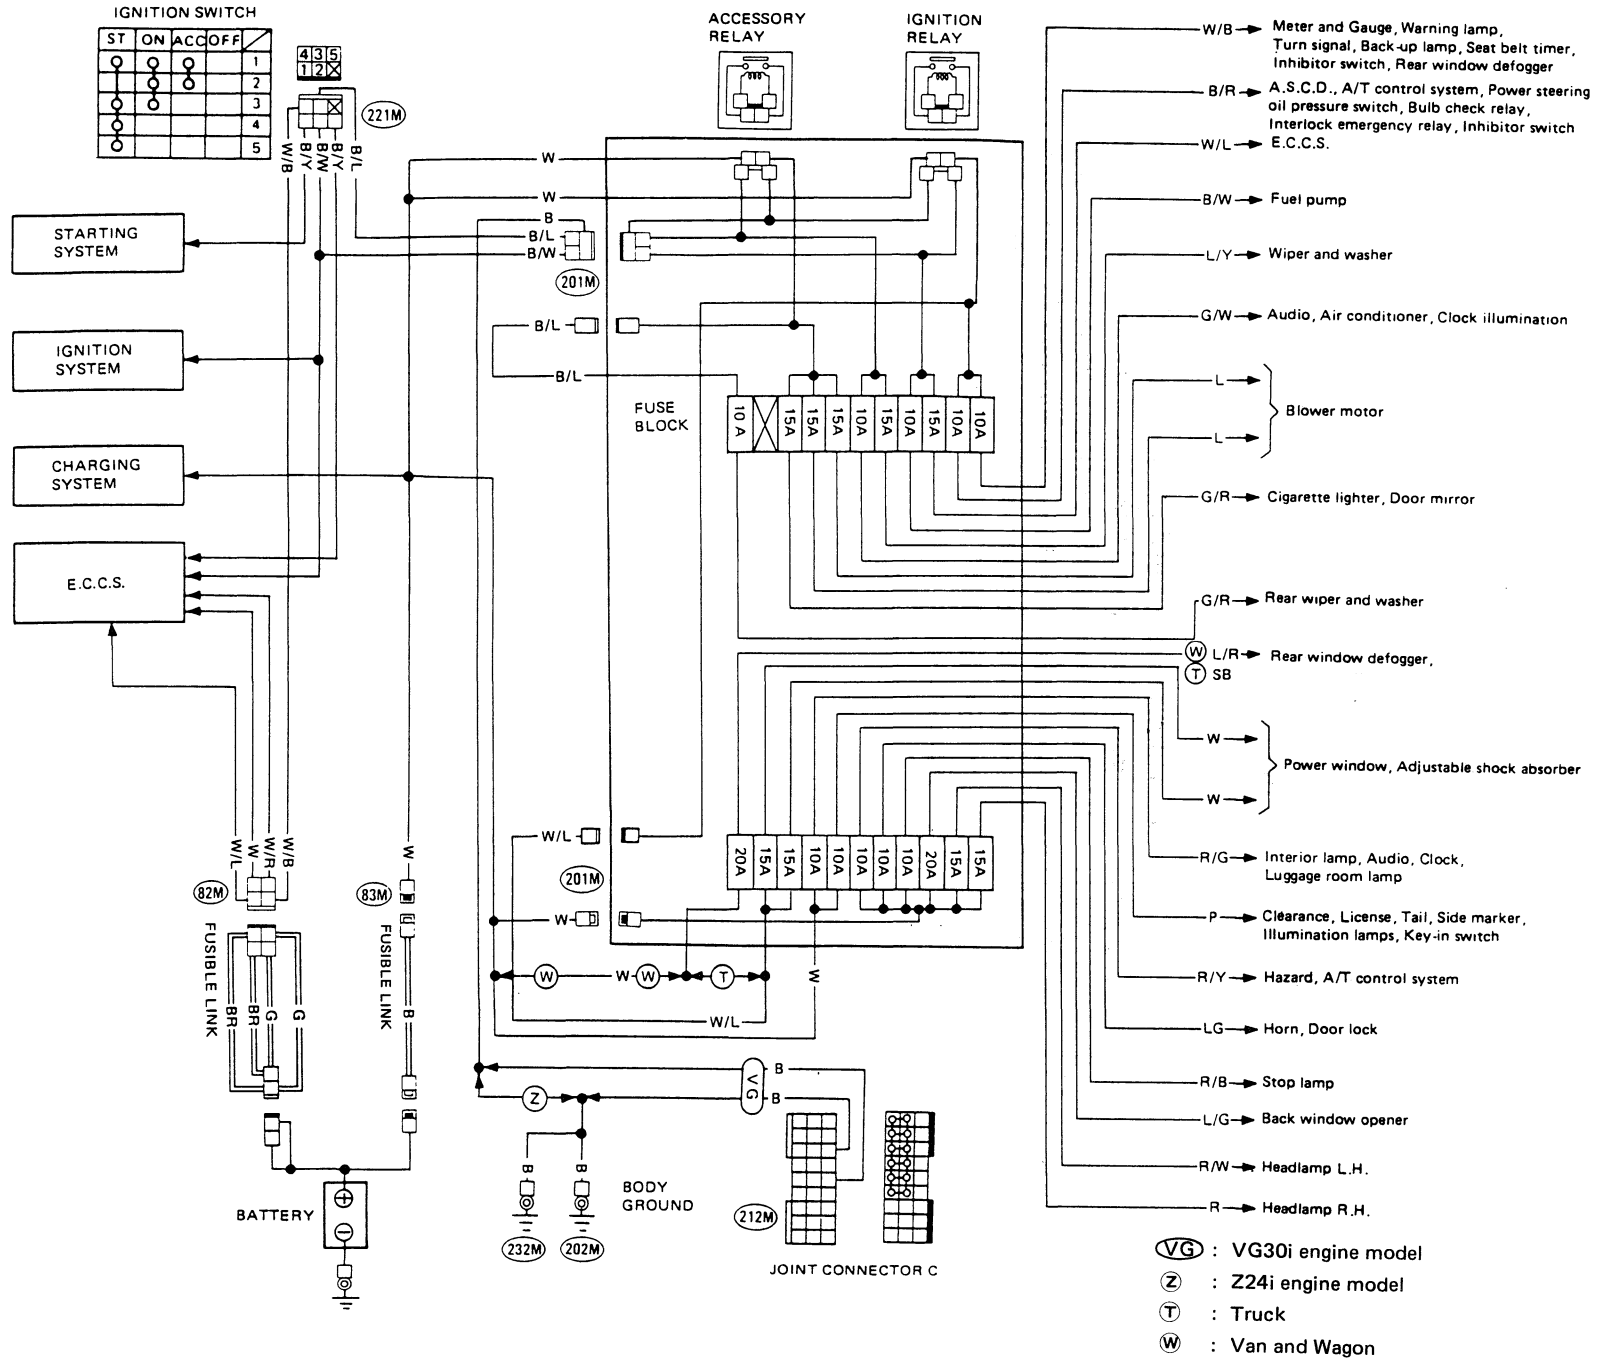 IGNITION SWITCH
ST ON ACC OFF
1
2
3
4
5
4 3 5
1 2
221M
W/B
B/Y
B/W
B/Y
B/L
STARTING
SYSTEM
IGNITION
SYSTEM
CHARGING
SYSTEM
E.C.C.S.
ACCESSORY
RELAY
IGNITION
RELAY
W
W
B
B/L
B/W
201M
B/L
B/L
FUSE
BLOCK
10A
15A
15A
15A
10A
15A
10A
15A
10A
10A
W/B
Meter and Gauge, Warning lamp,
Turn signal, Back-up lamp, Seat belt timer,
Inhibitor switch, Rear window defogger
B/R
A.S.C.D., A/T control system, Power steering
oil pressure switch, Bulb check relay,
Interlock emergency relay, Inhibitor switch
W/L
E.C.C.S.
B/W
Fuel pump
L/Y
Wiper and washer
G/W
Audio, Air conditioner, Clock illumination
L
Blower motor
L
G/R
Cigarette lighter, Door mirror
G/R
Rear wiper and washer
W L/R
Rear window defogger,
T SB
W
Power window, Adjustable shock absorber
W
R/G
Interior lamp, Audio, Clock,
Luggage room lamp
P
Clearance, License, Tail, Side marker,
Illumination lamps, Key-in switch
R/Y
Hazard, A/T control system
LG
Horn, Door lock
R/B
Stop lamp
L/G
Back window opener
R/W
Headlamp L.H.
R
Headlamp R.H.
W/L
20A
15A
15A
10A
10A
10A
10A
10A
20A
15A
15A
201M
W
W
W
W
T
W
W/L
W/L
W
W/R
W/B
82M
W
83M
FUSIBLE LINK
BR
BR
G
G
FUSIBLE LINK
B
BATTERY
+
−
VG
B
B
Z
B
B
BODY
GROUND
232M
202M
212M
JOINT CONNECTOR C
VG : VG30i engine model
Z : Z24i engine model
T : Truck
W : Van and Wagon